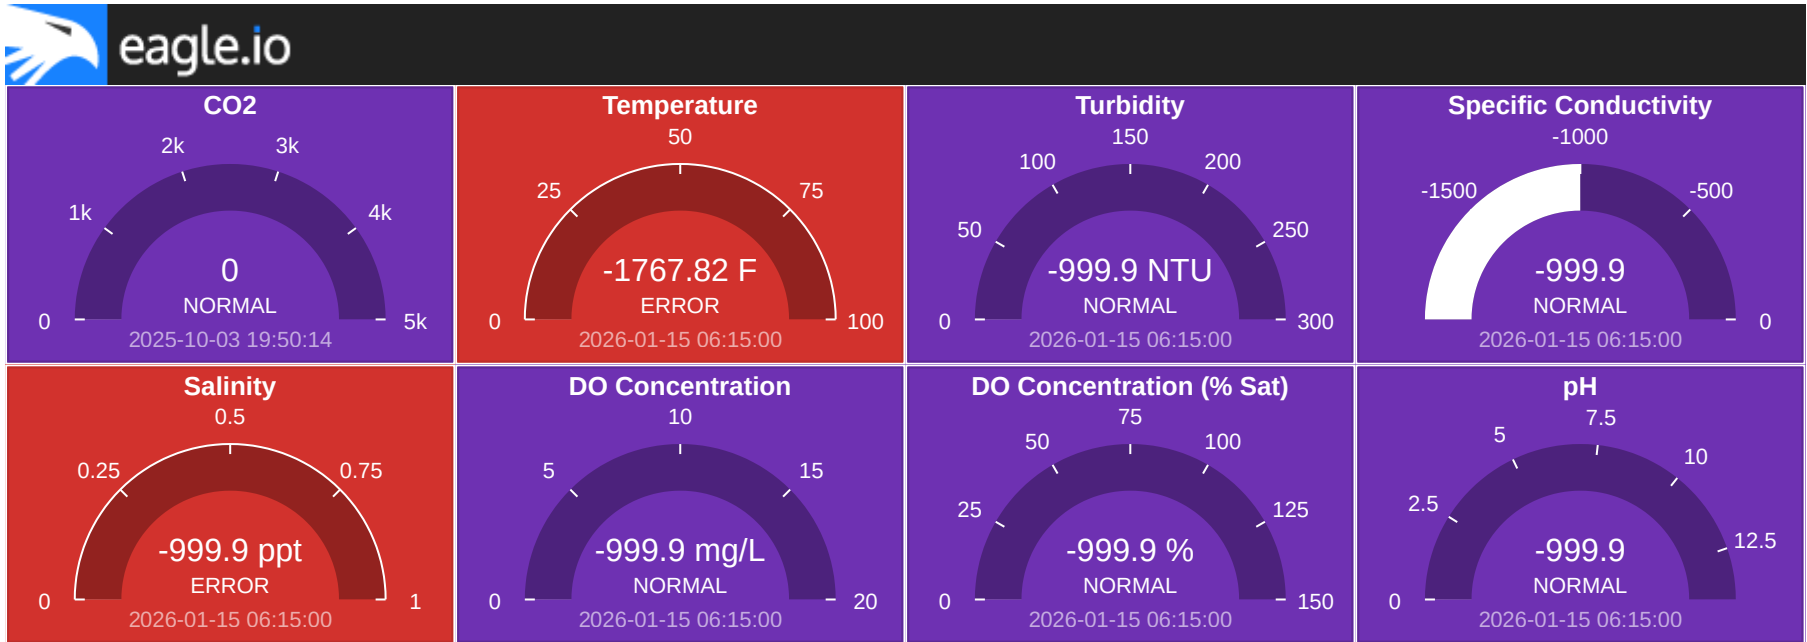 eagle.io
CO2
2k
3k
1k
4k
0
NORMAL
0
5k
2025-10-03 19:50:14
Temperature
50
25
75
-1767.82 F
ERROR
0
100
2026-01-15 06:15:00
Turbidity
150
100
200
50
250
-999.9 NTU
NORMAL
0
300
2026-01-15 06:15:00
Specific Conductivity
-1000
-1500
-500
-999.9
NORMAL
0
2026-01-15 06:15:00
Salinity
0.5
0.25
0.75
-999.9 ppt
ERROR
0
1
2026-01-15 06:15:00
DO Concentration
10
5
15
-999.9 mg/L
NORMAL
0
20
2026-01-15 06:15:00
DO Concentration (% Sat)
75
50
100
25
125
-999.9 %
NORMAL
0
150
2026-01-15 06:15:00
pH
7.5
5
10
2.5
12.5
-999.9
NORMAL
0
2026-01-15 06:15:00